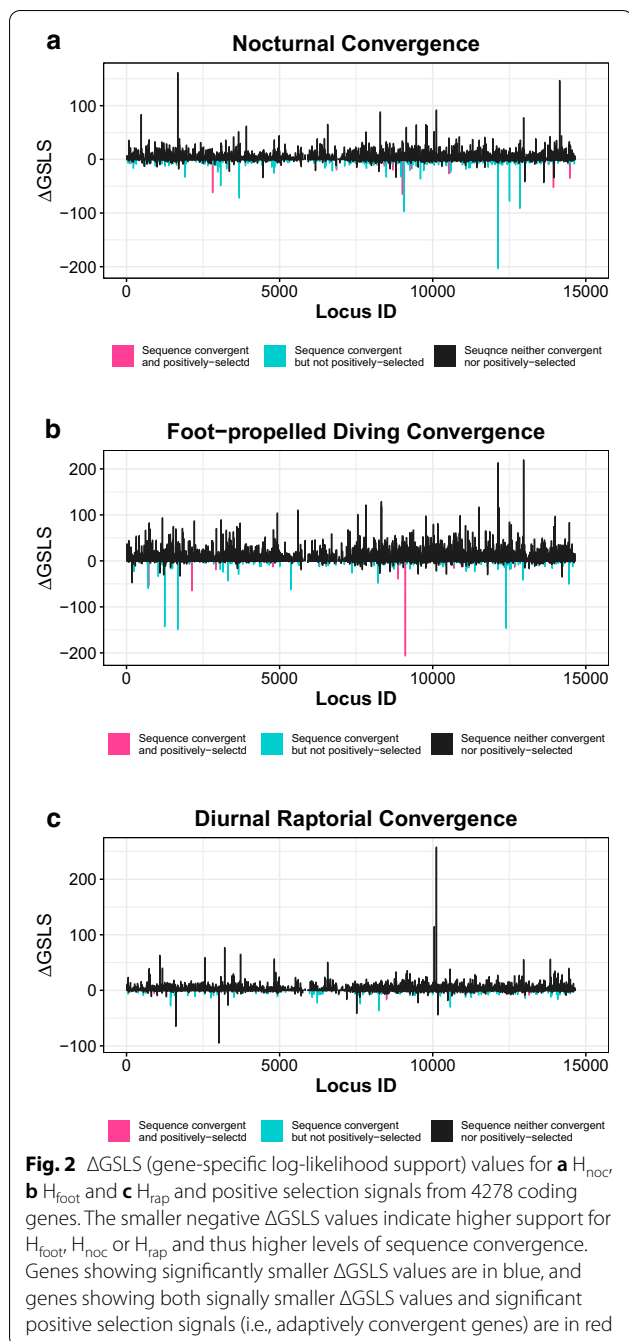 a
Nocturnal Convergence
100
0
−100
−200
ΔGSLS
0 5000 10000 15000
Locus ID
Sequence convergent and positively-selectd
Sequence convergent but not positively-selected
Seuqnce neither convergent nor positively-selected
b
Foot−propelled Diving Convergence
200
100
0
−100
−200
ΔGSLS
0 5000 10000 15000
Locus ID
Sequence convergent and positively-selectd
Sequence convergent but not positively-selected
Sequence neither convergent nor positively-selected
c
Diurnal Raptorial Convergence
200
100
0
−100
ΔGSLS
0 5000 10000 15000
Locus ID
Sequence convergent and positively-selectd
Sequence convergent but not positively-selected
Sequence neither convergent nor positively-selected
Fig. 2 ΔGSLS (gene-specific log-likelihood support) values for a Hnoc,
b Hfoot and c Hrap and positive selection signals from 4278 coding
genes. The smaller negative ΔGSLS values indicate higher support for
Hfoot, Hnoc or Hrap and thus higher levels of sequence convergence.
Genes showing significantly smaller ΔGSLS values are in blue, and
genes showing both signally smaller ΔGSLS values and significant
positive selection signals (i.e., adaptively convergent genes) are in red